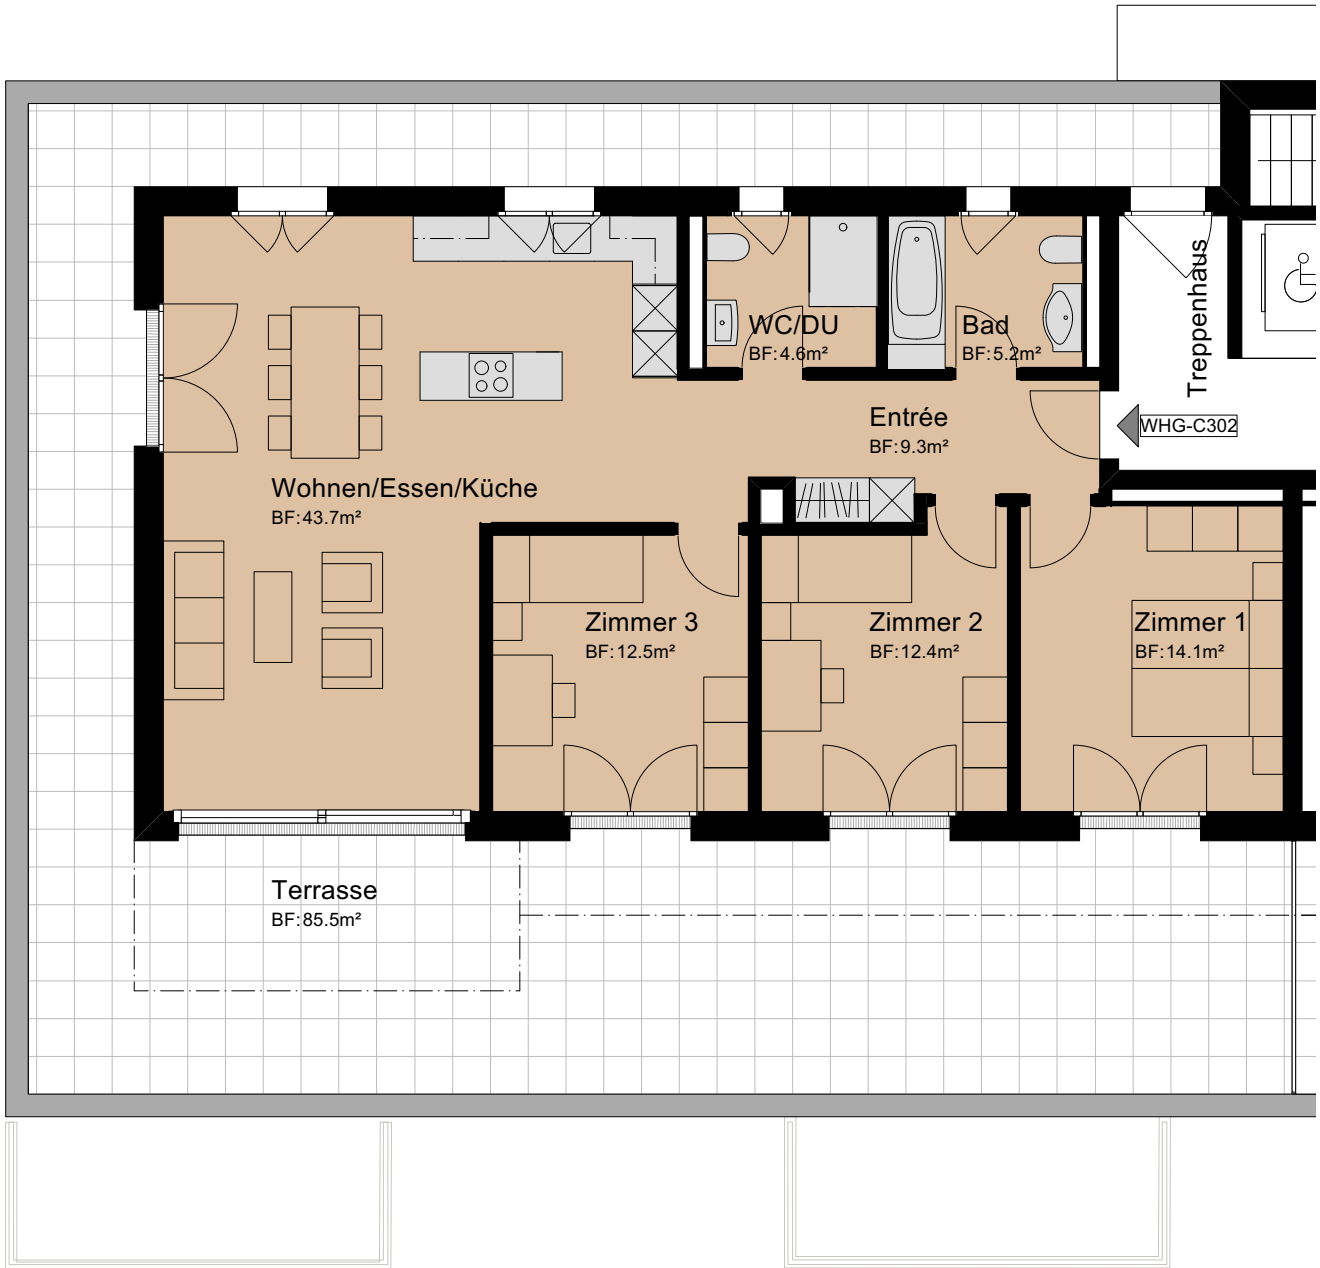 Treppenhaus
WC/DU
BF:4.6m²
Bad
BF:5.2m²
Entrée
BF:9.3m²
WHG-C302
Wohnen/Essen/Küche
BF:43.7m²
Zimmer 3
BF:12.5m²
Zimmer 2
BF:12.4m²
Zimmer 1
BF:14.1m²
Terrasse
BF:85.5m²